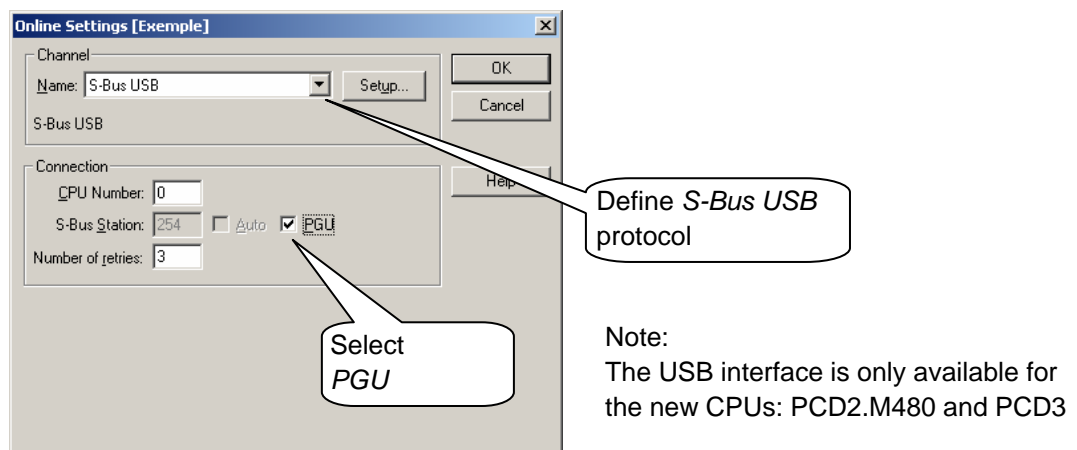 Online Settings [Exemple]
Channel
Name: S-Bus USB
Setup...
S-Bus USB
OK
Cancel
Help
Connection
CPU Number: 0
S-Bus Station: 254 Auto PGU
Number of retries: 3
Define S-Bus USB
protocol
Select
PGU
Note:
The USB interface is only available for
the new CPUs: PCD2.M480 and PCD3